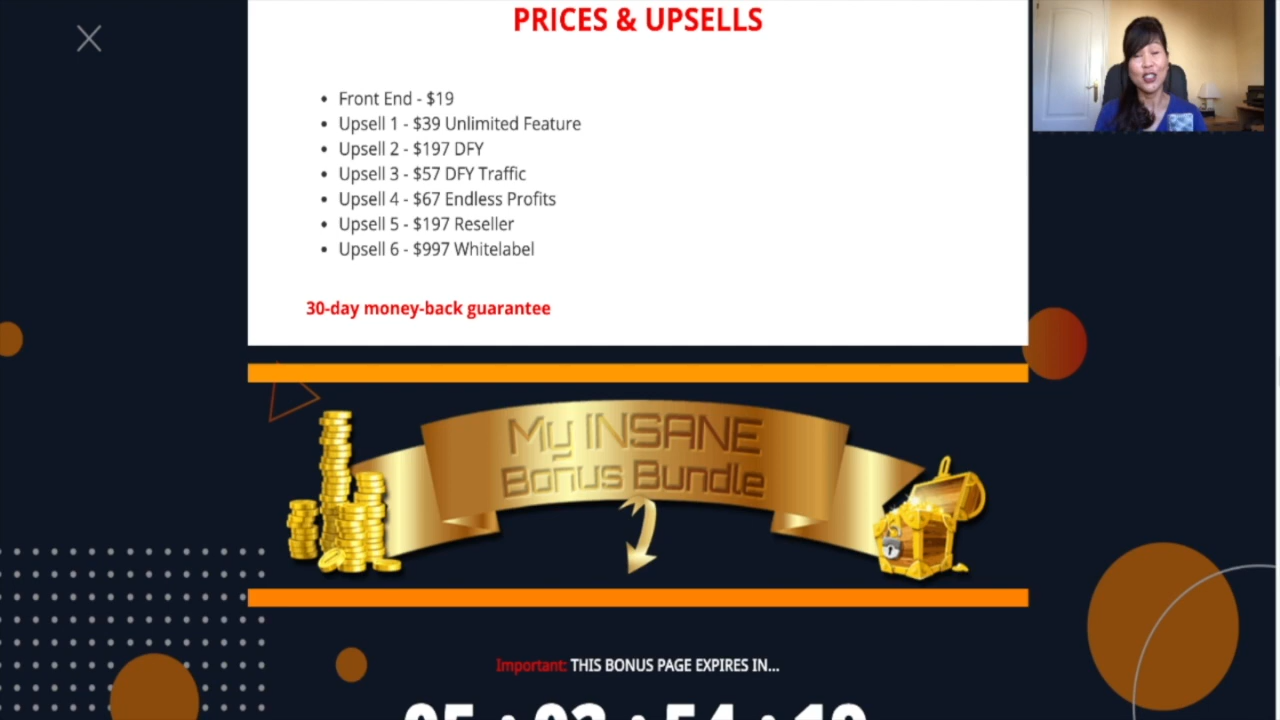 PRICES & UPSELLS
• Front End - $19
• Upsell 1 - $39 Unlimited Feature
• Upsell 2 - $197 DFY
• Upsell 3 - $57 DFY Traffic
• Upsell 4 - $67 Endless Profits
• Upsell 5 - $197 Reseller
• Upsell 6 - $997 Whitelabel
30-day money-back guarantee
My INSANE
Bonus Bundle
Important: THIS BONUS PAGE EXPIRES IN...